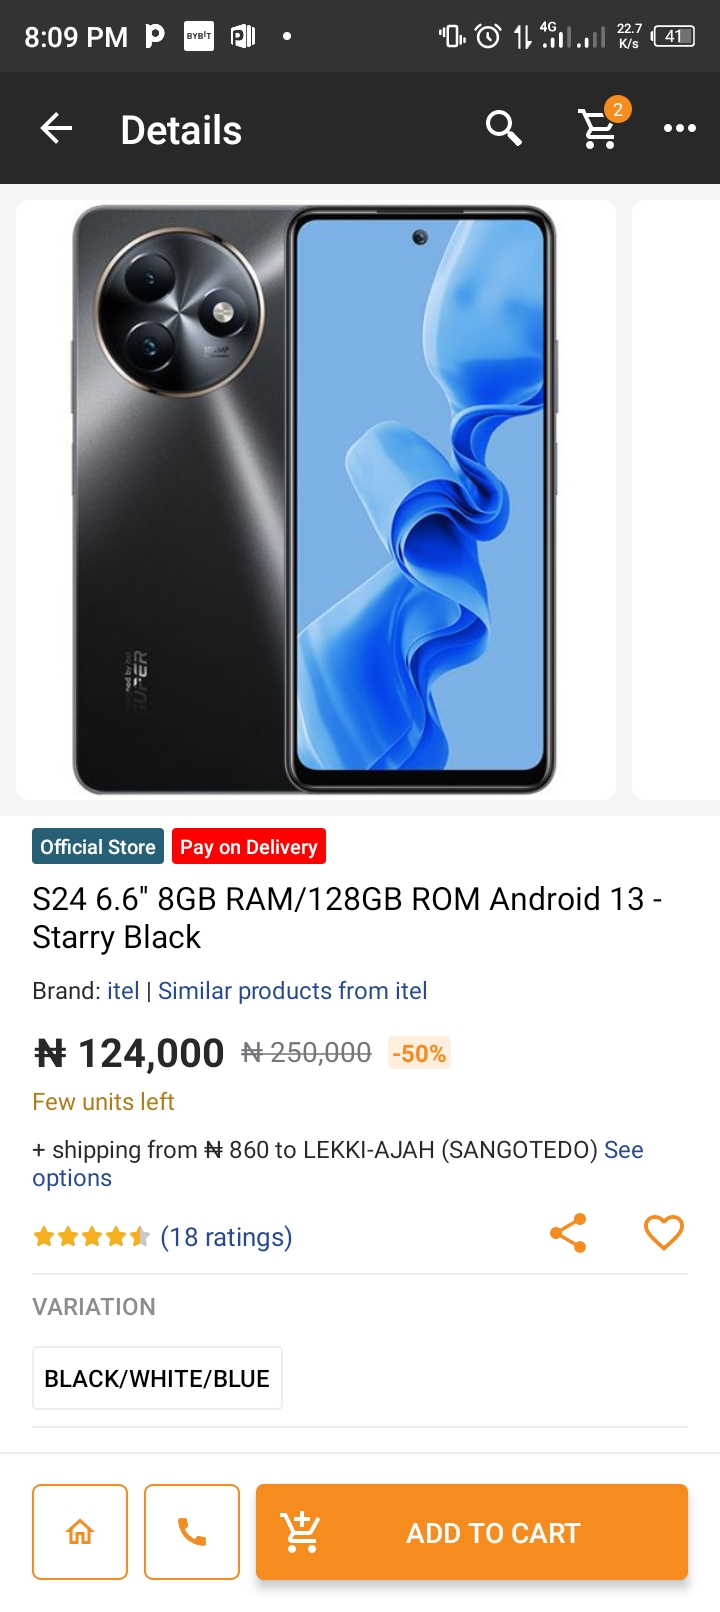 8:09 PM
BYBIT
4G
22.7
K/s
41
Details
2
SUPER
Official Store
Pay on Delivery
S24 6.6" 8GB RAM/128GB ROM Android 13 -
Starry Black
Brand: itel | Similar products from itel
₦ 124,000 ₦ 250,000 -50%
Few units left
+ shipping from ₦ 860 to LEKKI-AJAH (SANGOTEDO) See
options
(18 ratings)
VARIATION
BLACK/WHITE/BLUE
ADD TO CART